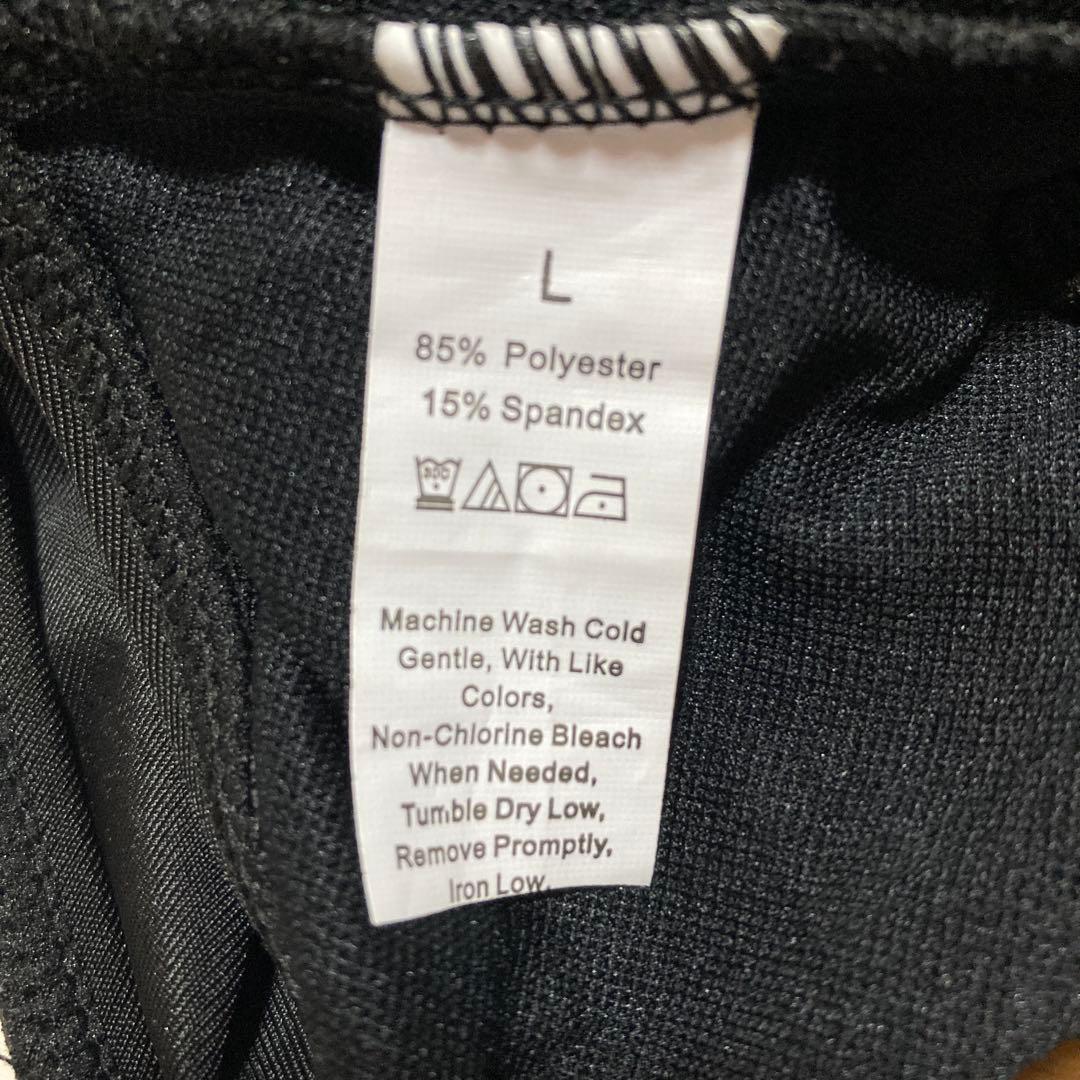 L
85% Polyester
15% Spandex
Machine Wash Cold
Gentle, With Like
Colors,
Non-Chlorine Bleach
When Needed,
Tumble Dry Low,
Remove Promptly,
Iron Low.